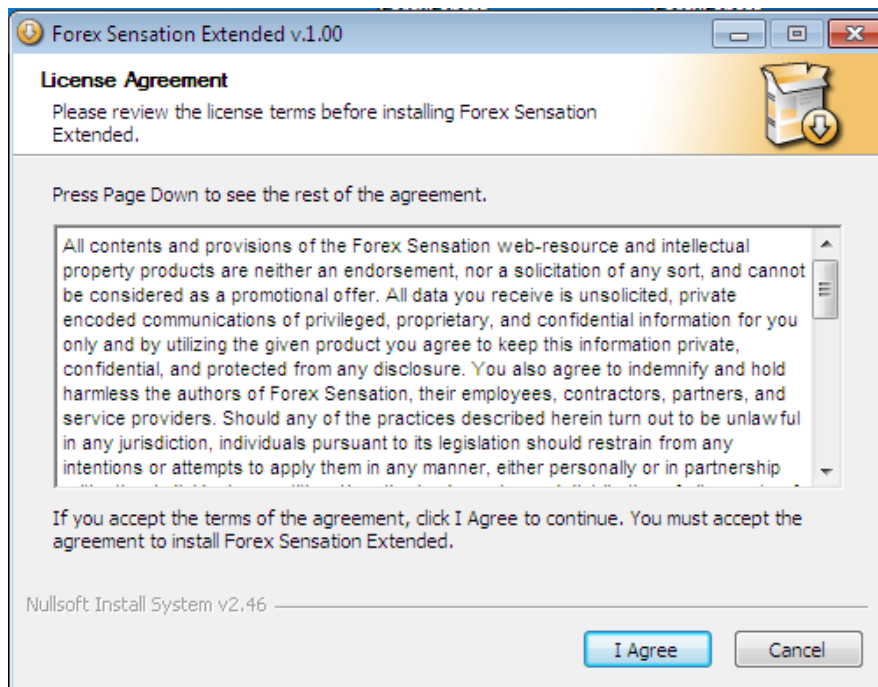 Forex Sensation Extended v.1.00
License Agreement
Please review the license terms before installing Forex Sensation
Extended.
Press Page Down to see the rest of the agreement.
All contents and provisions of the Forex Sensation web-resource and intellectual
property products are neither an endorsement, nor a solicitation of any sort, and cannot
be considered as a promotional offer. All data you receive is unsolicited, private
encoded communications of privileged, proprietary, and confidential information for you
only and by utilizing the given product you agree to keep this information private,
confidential, and protected from any disclosure. You also agree to indemnify and hold
harmless the authors of Forex Sensation, their employees, contractors, partners, and
service providers. Should any of the practices described herein turn out to be unlawful
in any jurisdiction, individuals pursuant to its legislation should restrain from any
intentions or attempts to apply them in any manner, either personally or in partnership
If you accept the terms of the agreement, click I Agree to continue. You must accept the
agreement to install Forex Sensation Extended.
Nullsoft Install System v2.46
I Agree
Cancel